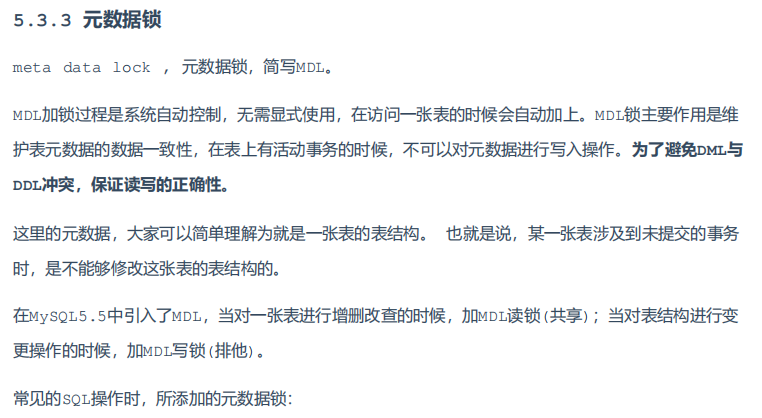 5.3.3 元数据锁
meta data lock , 元数据锁，简写MDL。
MDL加锁过程是系统自动控制，无需显式使用，在访问一张表的时候会自动加上。MDL锁主要作用是维
护表元数据的数据一致性，在表上有活动事务的时候，不可以对元数据进行写入操作。为了避免DML与
DDL冲突，保证读写的正确性。
这里的元数据，大家可以简单理解为就是一张表的表结构。 也就是说，某一张表涉及到未提交的事务
时，是不能够修改这张表的表结构的。
在MySQL5.5中引入了MDL，当对一张表进行增删改查的时候，加MDL读锁(共享)；当对表结构进行变
更操作的时候，加MDL写锁(排他)。
常见的SQL操作时，所添加的元数据锁：